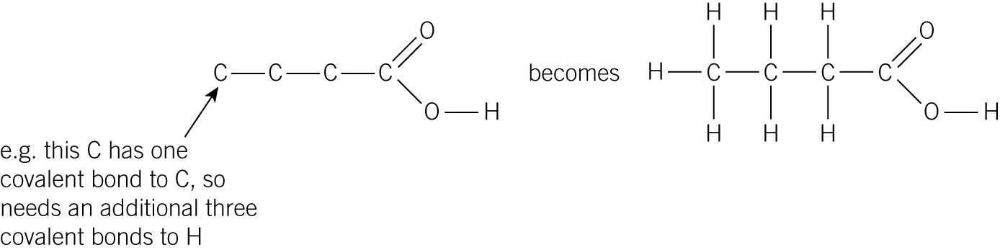 H H H
O O
C C C C becomes H C C C C
O H O H
H H H
e.g. this C has one
covalent bond to C, so
needs an additional three
covalent bonds to H